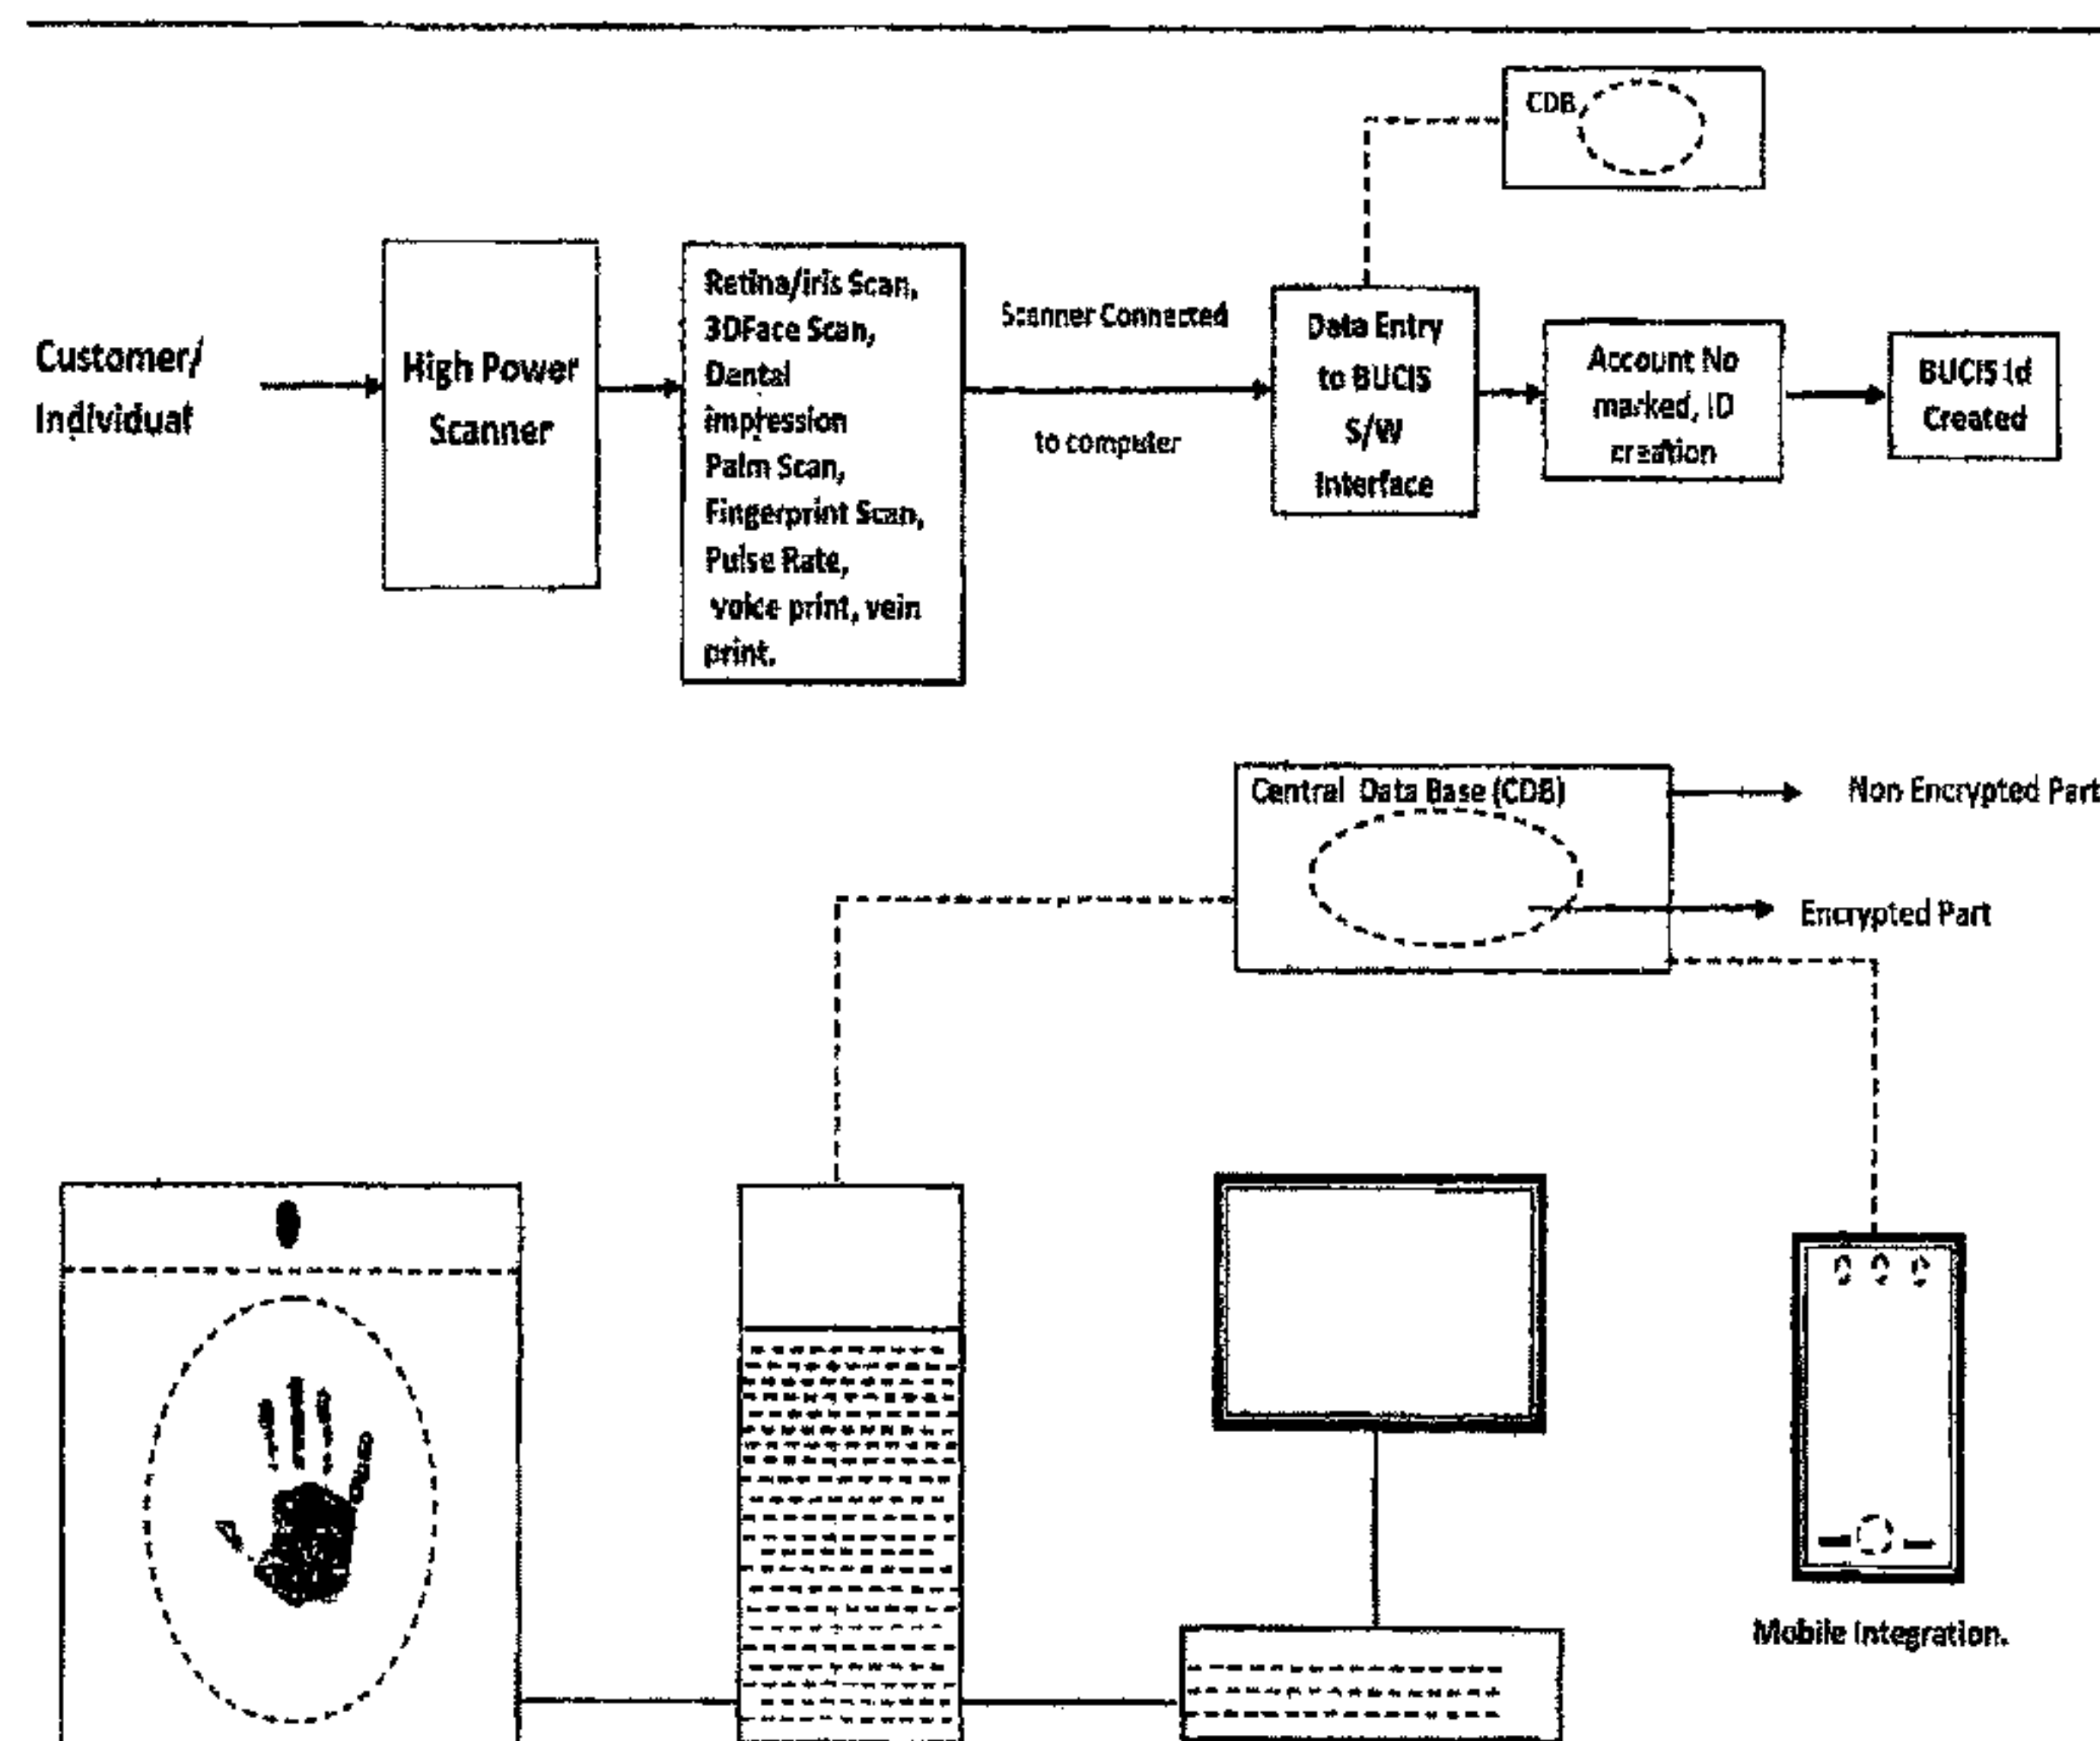 CDB
Customer/
Individual
High Power
Scanner
Retina/iris Scan,
3DFace Scan,
Dental
impression
Palm Scan,
Fingerprint Scan,
Pulse Rate,
voice print, vein
print.
Scanner Connected
to computer
Data Entry
to BUCIS
S/W
Interface
Account No
marked, ID
creation
BUCIS Id
Created
Central Data Base (CDB)
Non Encrypted Part
Encrypted Part
Mobile Integration.